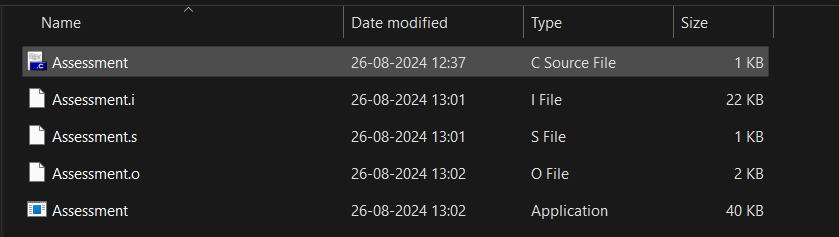 Name Date modified Type Size
Assessment 26-08-2024 12:37 C Source File 1 KB
Assessment.i 26-08-2024 13:01 I File 22 KB
Assessment.s 26-08-2024 13:01 S File 1 KB
Assessment.o 26-08-2024 13:02 O File 2 KB
Assessment 26-08-2024 13:02 Application 40 KB